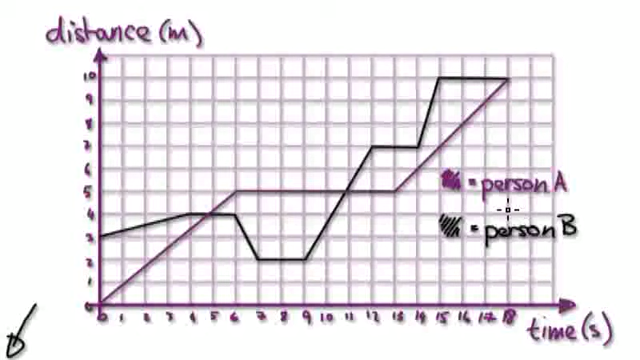 distance (m)
10
9
8
7
6
5
4
3
2
1
0
= person A
= person B
0 1 2 3 4 5 6 7 8 9 10 11 12 13 14 15 16 17 18
time (s)